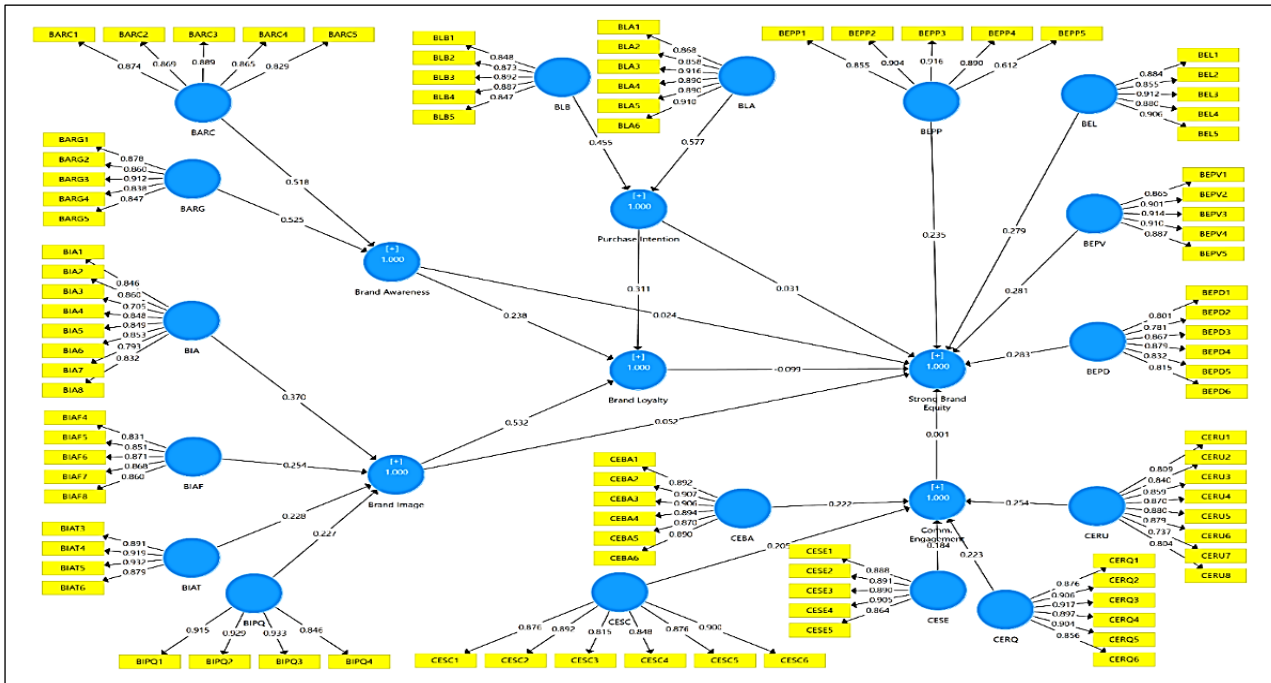 BARC1 BARC2 BARC3 BARC4 BARC5
0.874 0.869 0.889 0.865 0.829
BARC
BLB1
BLB2
BLB3
BLB4
BLB5
0.848
0.873
0.892
0.887
0.847
BLB
BLA1
BLA2
BLA3
BLA4
BLA5
BLA6
0.868
0.858
0.916
0.890
0.890
0.910
BLA
BEPP1 BEPP2 BEPP3 BEPP4 BEPP5
0.855 0.904 0.916 0.890 0.612
BEPP
BEL1
BEL2
BEL3
BEL4
BEL5
0.884
0.855
0.912
0.880
0.906
BEL
BARG1
BARG2
BARG3
BARG4
BARG5
0.878
0.860
0.912
0.838
0.847
BARG
0.518
0.525
0.455
0.577
[+]
1.000
Purchase Intention
[+]
1.000
Brand Awareness
0.235
0.279
BEPV1
BEPV2
BEPV3
BEPV4
BEPV5
0.865
0.901
0.914
0.910
0.887
BEPV
0.281
BIA1
BIA2
BIA3
BIA4
BIA5
BIA6
BIA7
BIA8
0.846
0.860
0.705
0.848
0.849
0.853
0.793
0.832
BIA
0.370
0.238
0.311
0.024
0.031
[+]
1.000
Brand Loyalty
-0.099
[+]
1.000
Strong Brand
Equity
BEPD1
BEPD2
BEPD3
BEPD4
BEPD5
BEPD6
0.801
0.781
0.867
0.879
0.832
0.815
BEPD
0.283
BIAF4
BIAF5
BIAF6
BIAF7
BIAF8
0.831
0.851
0.871
0.868
0.860
BIAF
0.254
0.532
0.052
[+]
1.000
Brand Image
0.001
BIAT3
BIAT4
BIAT5
BIAT6
0.891
0.919
0.932
0.879
BIAT
0.228
0.227
BIPQ
0.915 0.929 0.933 0.846
BIPQ1 BIPQ2 BIPQ3 BIPQ4
CEBA1
CEBA2
CEBA3
CEBA4
CEBA5
CEBA6
0.892
0.907
0.906
0.894
0.870
0.890
CEBA
0.222
[+]
1.000
Comm.
Engagement
0.254
CERU1
CERU2
CERU3
CERU4
CERU5
CERU6
CERU7
CERU8
0.809
0.840
0.859
0.870
0.880
0.879
0.737
0.804
CERU
0.205
0.184
0.223
CESC
0.876 0.892 0.815 0.848 0.876 0.900
CESC1 CESC2 CESC3 CESC4 CESC5 CESC6
CESE1
CESE2
CESE3
CESE4
CESE5
0.888
0.891
0.890
0.905
0.864
CESE
CERQ1
CERQ2
CERQ3
CERQ4
CERQ5
CERQ6
0.876
0.906
0.917
0.897
0.904
0.856
CERQ